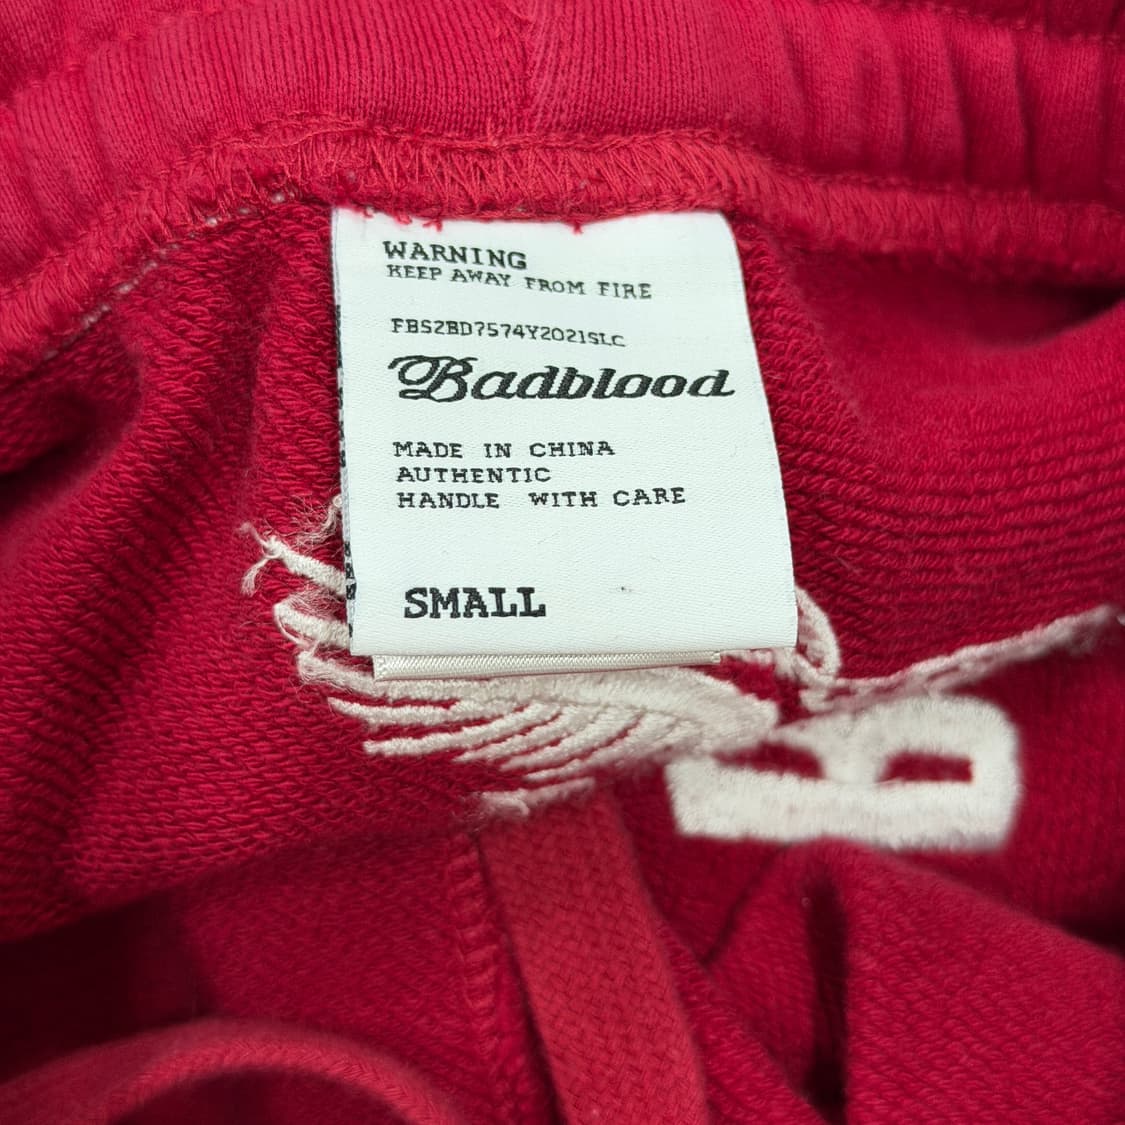 WARNING
KEEP AWAY FROM FIRE
FBS2BD7574Y2021SLC
Badblood
MADE IN CHINA
AUTHENTIC
HANDLE WITH CARE
SMALL
B